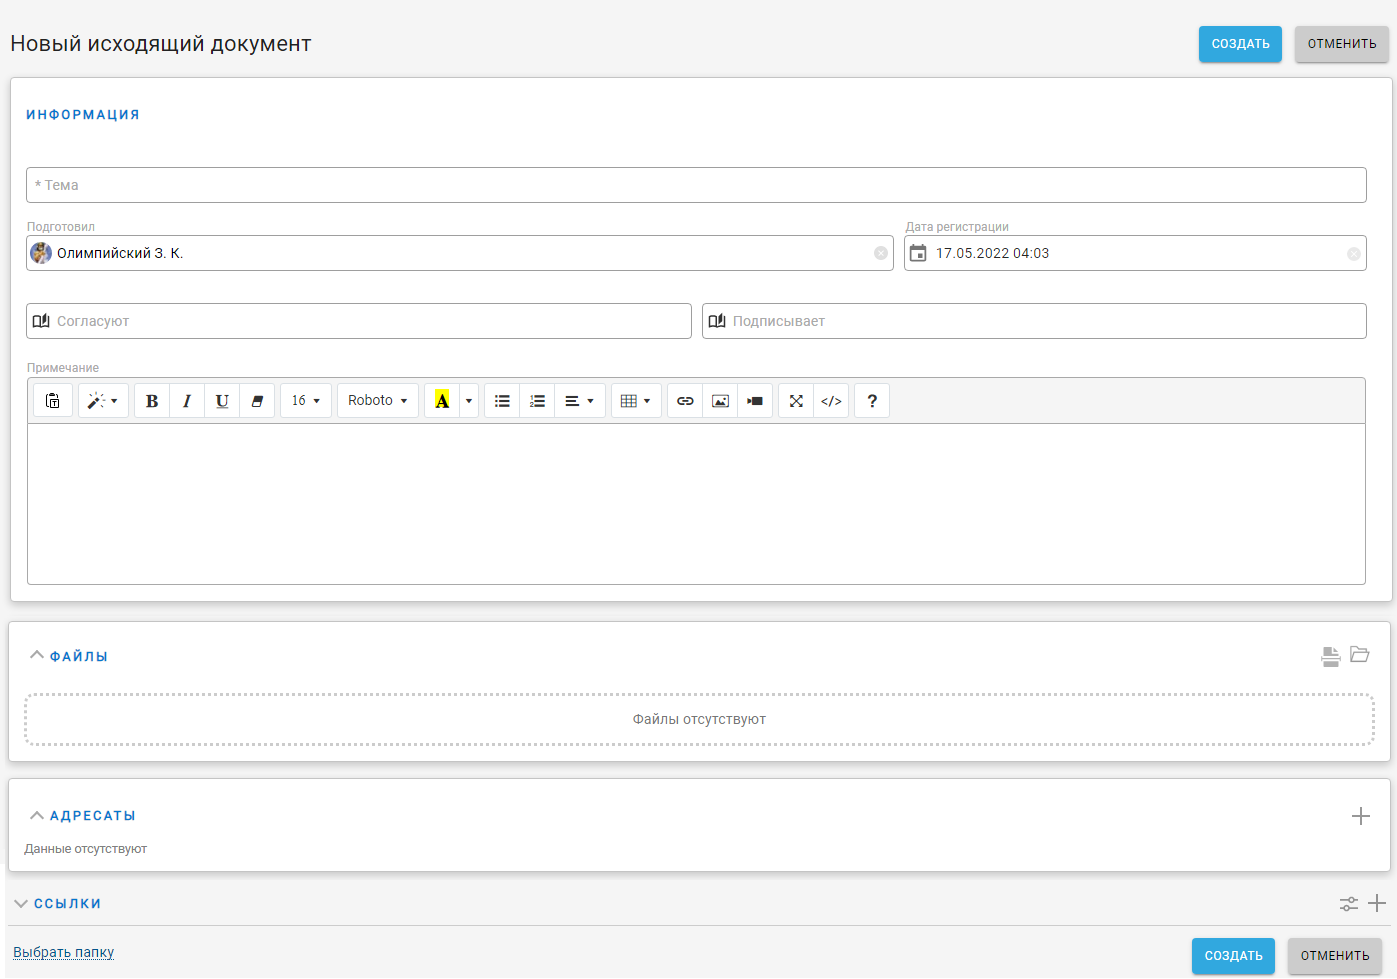 Новый исходящий документ
СОЗДАТЬ ОТМЕНИТЬ
ИНФОРМАЦИЯ
* Тема
Подготовил Дата регистрации
Олимпийский З. К. 17.05.2022 04:03
Согласуют Подписывает
Примечание
B I U 16 Roboto A </> ?
ФАЙЛЫ
Файлы отсутствуют
АДРЕСАТЫ
Данные отсутствуют
ССЫЛКИ
Выбрать папку СОЗДАТЬ ОТМЕНИТЬ